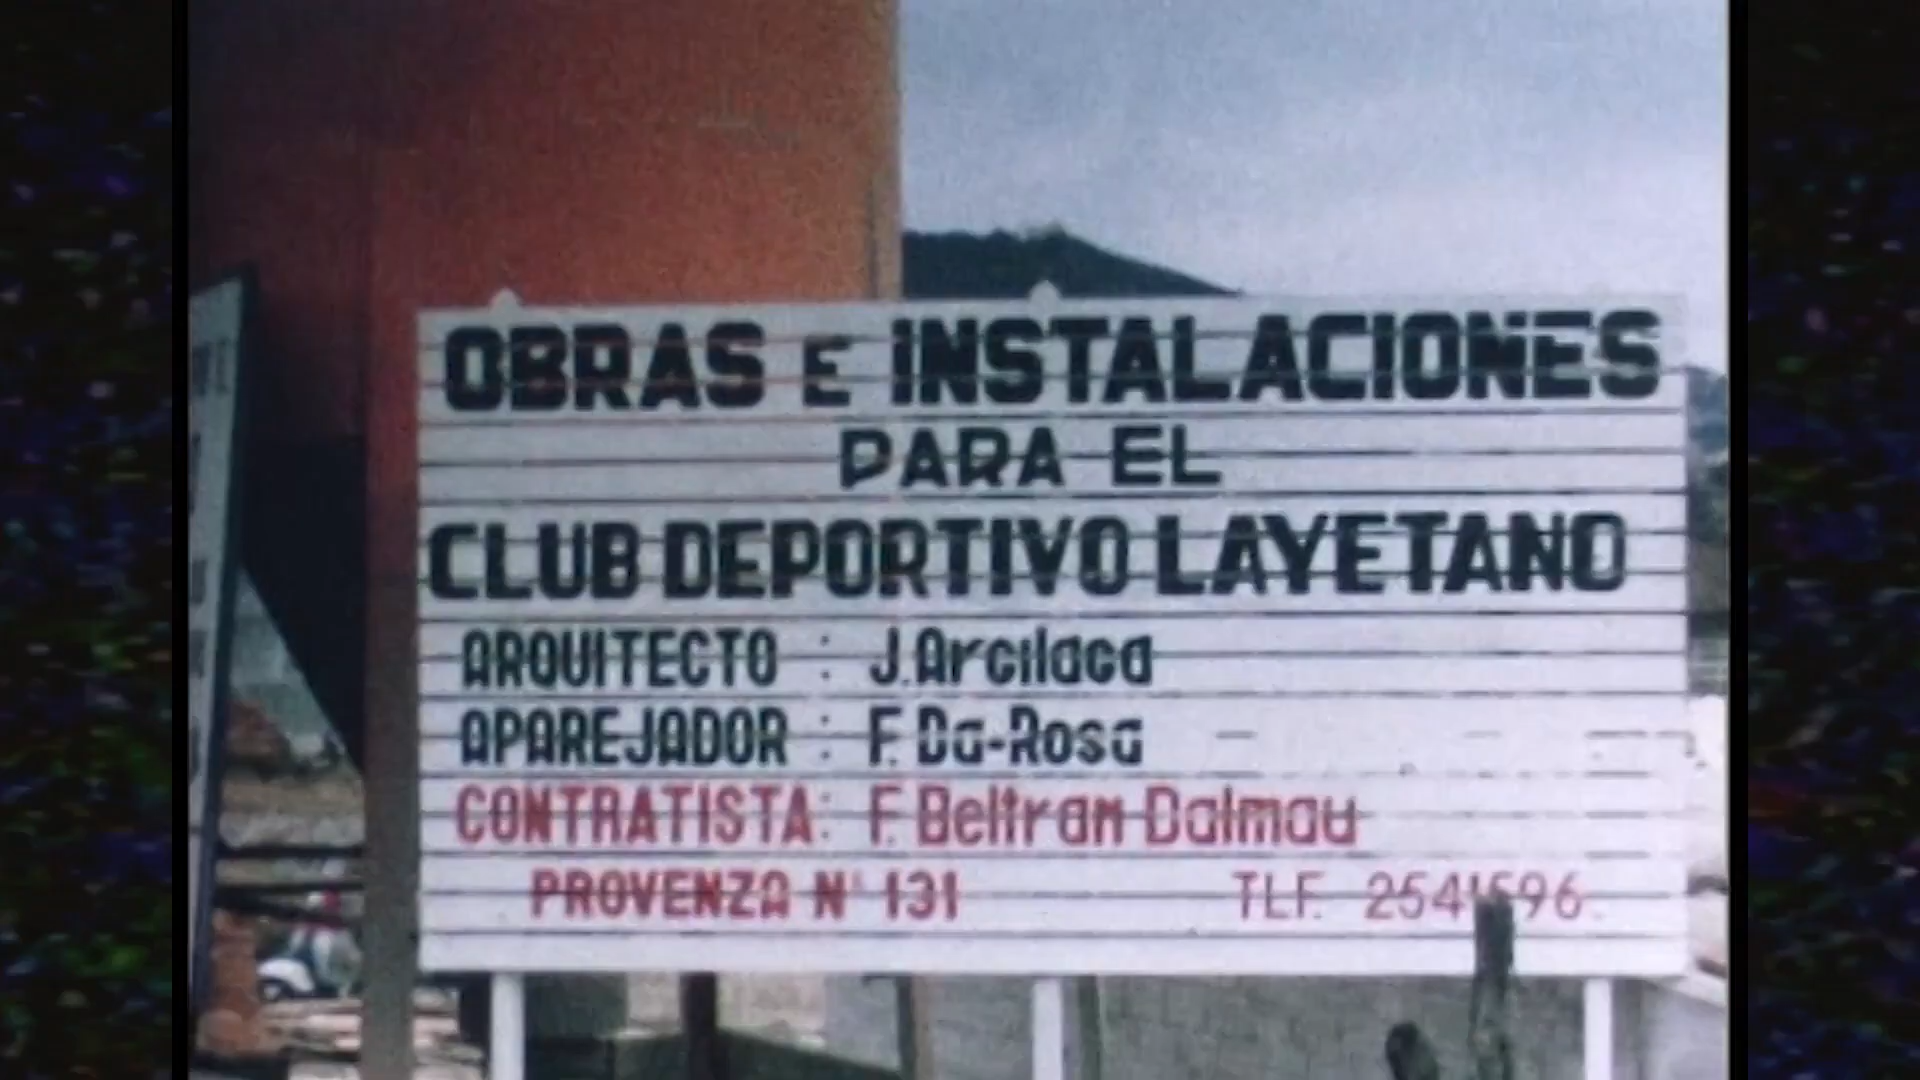 OBRAS E INSTALACIONES
PARA EL
CLUB DEPORTIVO LAYETANO
ARQUITECTO : J. Arcilaga
APAREJADOR : F. Da-Rosa
CONTRATISTA: F. Beltran Dalmau
PROVENZA Nº 131 TLF. 2541596.